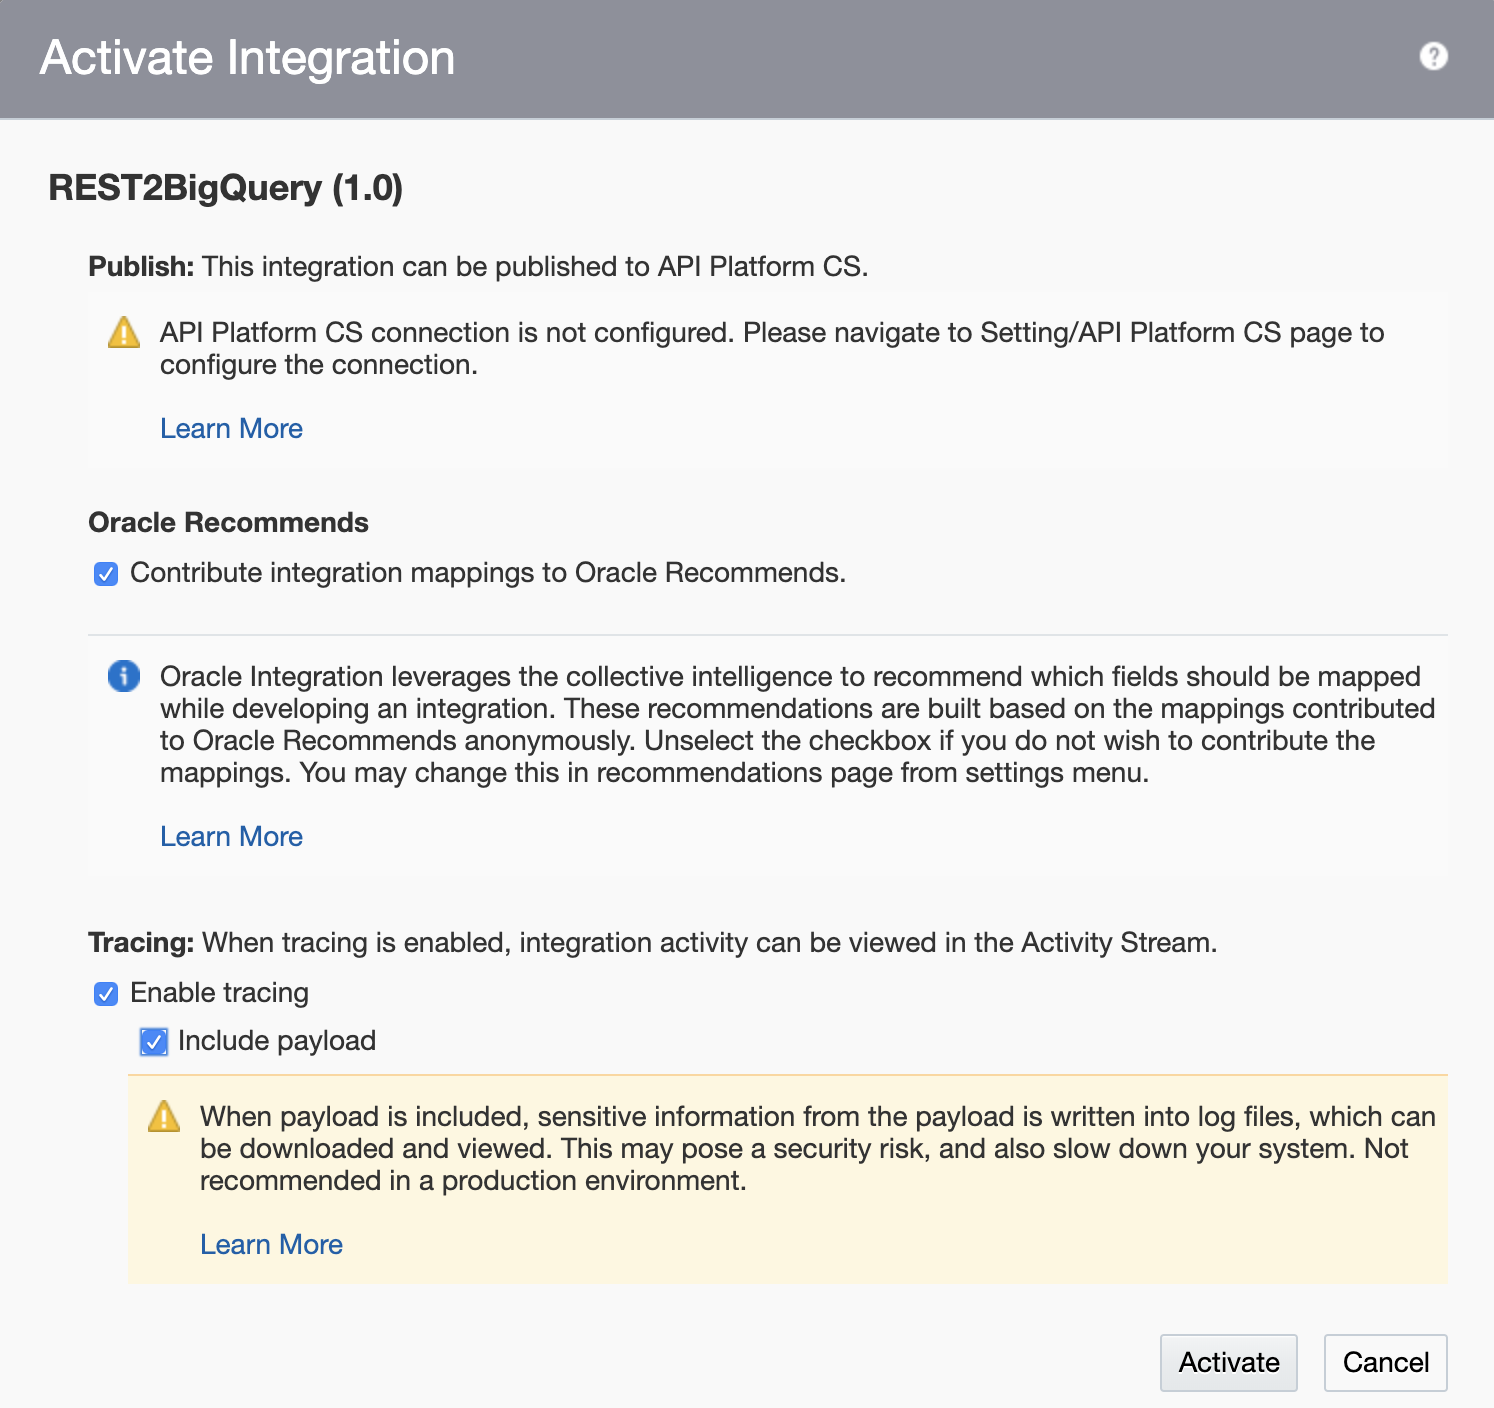 Activate Integration
?
REST2BigQuery (1.0)
Publish: This integration can be published to API Platform CS.
API Platform CS connection is not configured. Please navigate to Setting/API Platform CS page to
configure the connection.
Learn More
Oracle Recommends
Contribute integration mappings to Oracle Recommends.
Oracle Integration leverages the collective intelligence to recommend which fields should be mapped
while developing an integration. These recommendations are built based on the mappings contributed
to Oracle Recommends anonymously. Unselect the checkbox if you do not wish to contribute the
mappings. You may change this in recommendations page from settings menu.
Learn More
Tracing: When tracing is enabled, integration activity can be viewed in the Activity Stream.
Enable tracing
Include payload
When payload is included, sensitive information from the payload is written into log files, which can
be downloaded and viewed. This may pose a security risk, and also slow down your system. Not
recommended in a production environment.
Learn More
Activate
Cancel